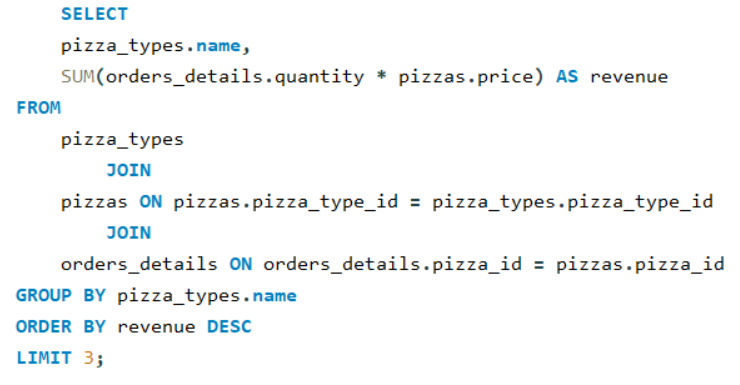 SELECT
pizza_types.name,
SUM(orders_details.quantity * pizzas.price) AS revenue
FROM
pizza_types
JOIN
pizzas ON pizzas.pizza_type_id = pizza_types.pizza_type_id
JOIN
orders_details ON orders_details.pizza_id = pizzas.pizza_id
GROUP BY pizza_types.name
ORDER BY revenue DESC
LIMIT 3;